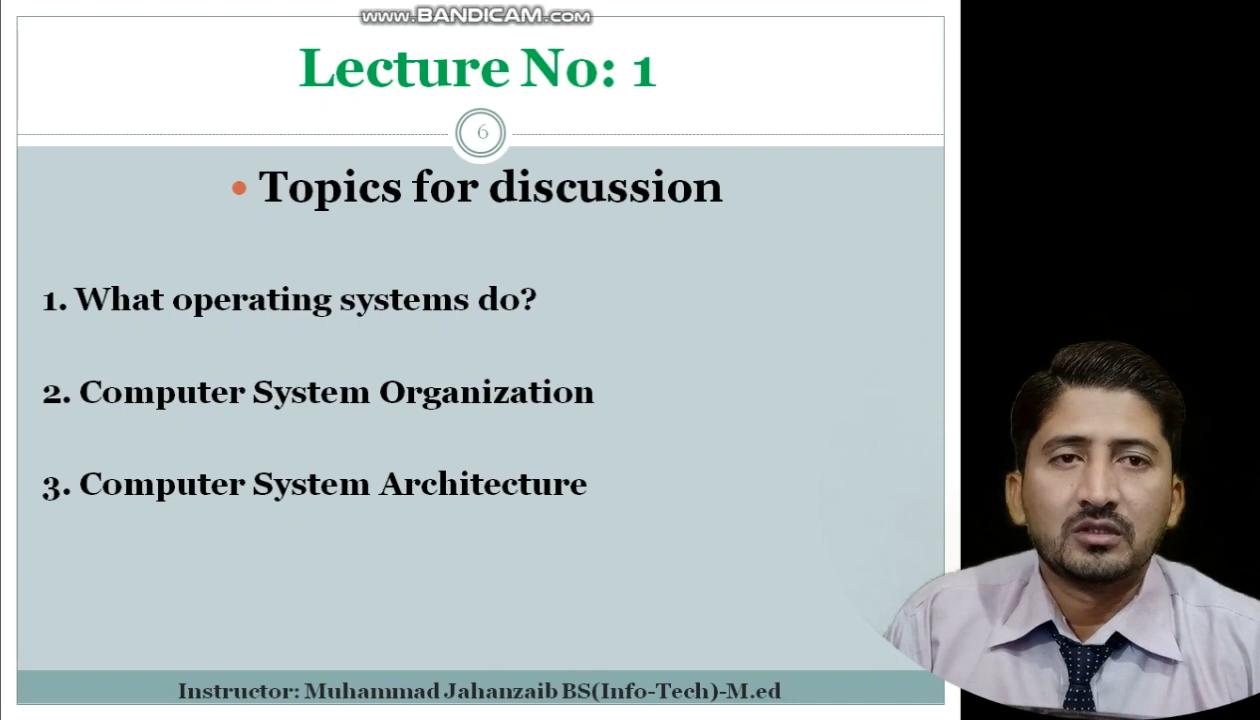 www.BANDICAM.com
Lecture No: 1
6
• Topics for discussion
1. What operating systems do?
2. Computer System Organization
3. Computer System Architecture
Instructor: Muhammad Jahanzaib BS(Info-Tech)-M.ed